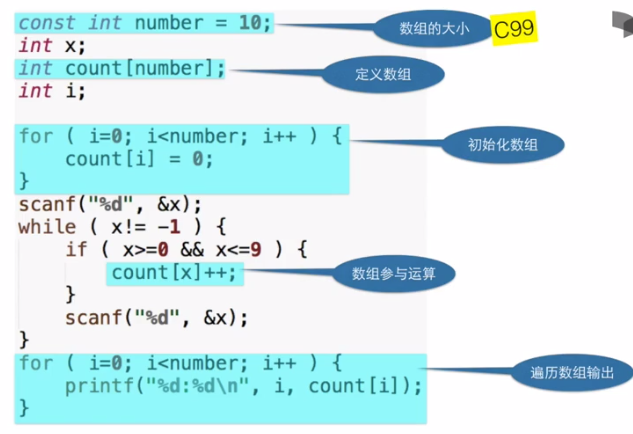 const int number = 10;
数组的大小
C99
int x;
int count[number];
定义数组
int i;
for ( i=0; i<number; i++ ) {
初始化数组
count[i] = 0;
}
scanf("%d", &x);
while ( x!= -1 ) {
if ( x>=0 && x<=9 ) {
count[x]++;
数组参与运算
}
scanf("%d", &x);
}
for ( i=0; i<number; i++ ) {
遍历数组输出
printf("%d:%d\n", i, count[i]);
}